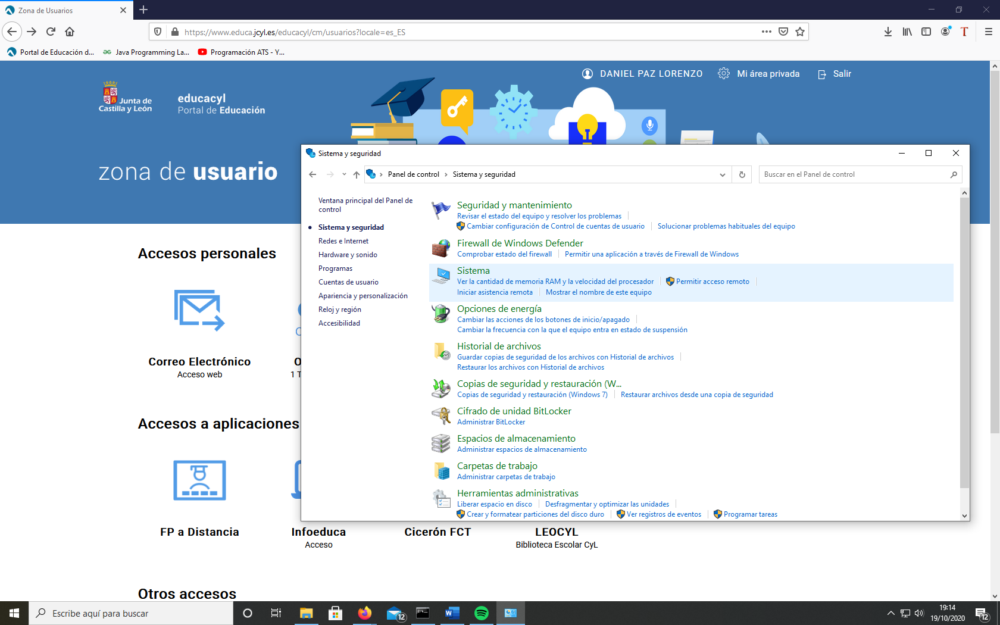 Zona de Usuarios
https://www.educa.jcyl.es/educacyl/cm/usuarios?locale=es_ES
Portal de Educación d...
Java Programming La...
Programación ATS - Y...
DANIEL PAZ LORENZO
Mi área privada
Salir
Junta de
Castilla y León
educacyl
Portal de Educación
zona de usuario
Sistema y seguridad
Panel de control
Sistema y seguridad
Buscar en el Panel de control
Ventana principal del Panel de
control
Sistema y seguridad
Redes e Internet
Hardware y sonido
Programas
Cuentas de usuario
Apariencia y personalización
Reloj y región
Accesibilidad
Seguridad y mantenimiento
Revisar el estado del equipo y resolver los problemas
Cambiar configuración de Control de cuentas de usuario
Solucionar problemas habituales del equipo
Firewall de Windows Defender
Comprobar estado del firewall
Permitir una aplicación a través de Firewall de Windows
Sistema
Ver la cantidad de memoria RAM y la velocidad del procesador
Permitir acceso remoto
Iniciar asistencia remota
Mostrar el nombre de este equipo
Opciones de energía
Cambiar las acciones de los botones de inicio/apagado
Cambiar la frecuencia con la que el equipo entra en estado de suspensión
Historial de archivos
Guardar copias de seguridad de los archivos con Historial de archivos
Restaurar los archivos con Historial de archivos
Copias de seguridad y restauración (W...
Copias de seguridad y restauración (Windows 7)
Restaurar archivos desde una copia de seguridad
Cifrado de unidad BitLocker
Administrar BitLocker
Espacios de almacenamiento
Administrar espacios de almacenamiento
Carpetas de trabajo
Administrar carpetas de trabajo
Herramientas administrativas
Liberar espacio en disco
Desfragmentar y optimizar las unidades
Crear y formatear particiones del disco duro
Ver registros de eventos
Programar tareas
Accesos personales
Correo Electrónico
Acceso web
O
1 T
Accesos a aplicaciones
FP a Distancia
Infoeduca
Acceso
Cicerón FCT
LEOCYL
Biblioteca Escolar CyL
Otros accesos
Escribe aquí para buscar
12
19:14
19/10/2020
12